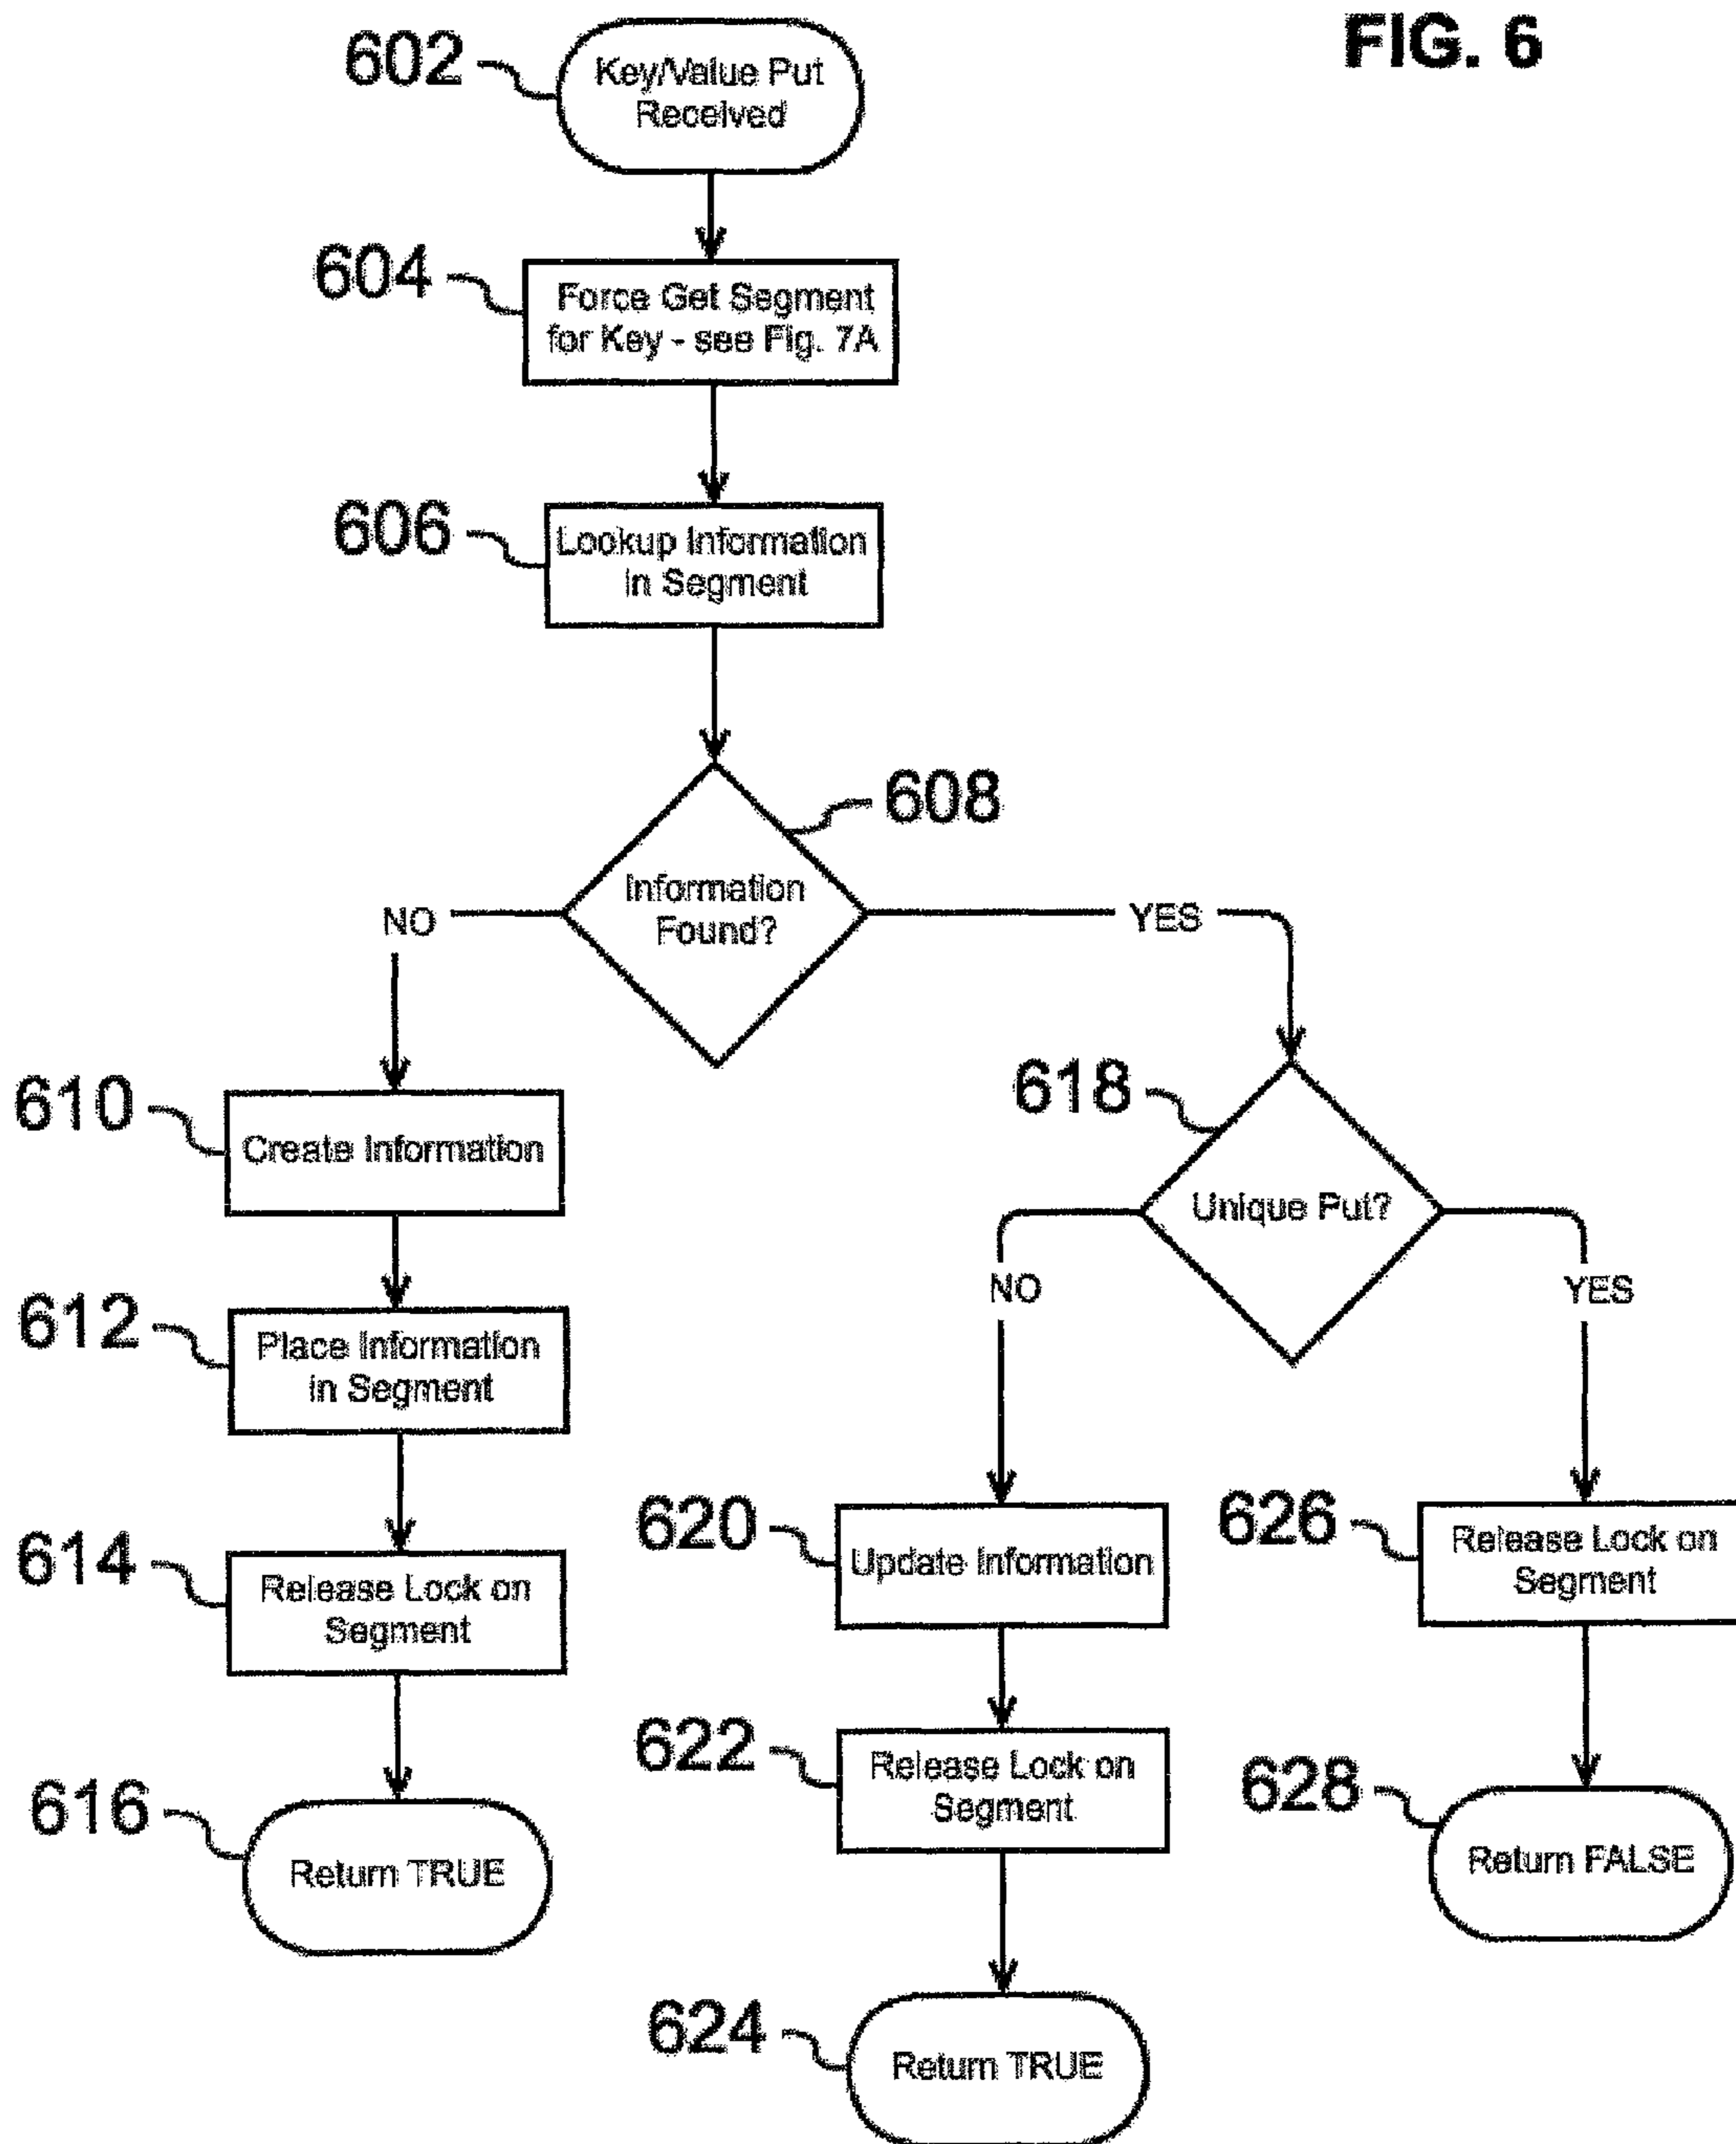 FIG. 6
602
Key/Value Put
Received
604
Force Get Segment
for Key - see Fig. 7A
606
Lookup Information
in Segment
608
Information
Found?
NO
YES
610
Create Information
618
Unique Put?
NO
YES
612
Place Information
in Segment
614
Release Lock on
Segment
620
Update Information
626
Release Lock on
Segment
616
Return TRUE
622
Release Lock on
Segment
628
Return FALSE
624
Return TRUE